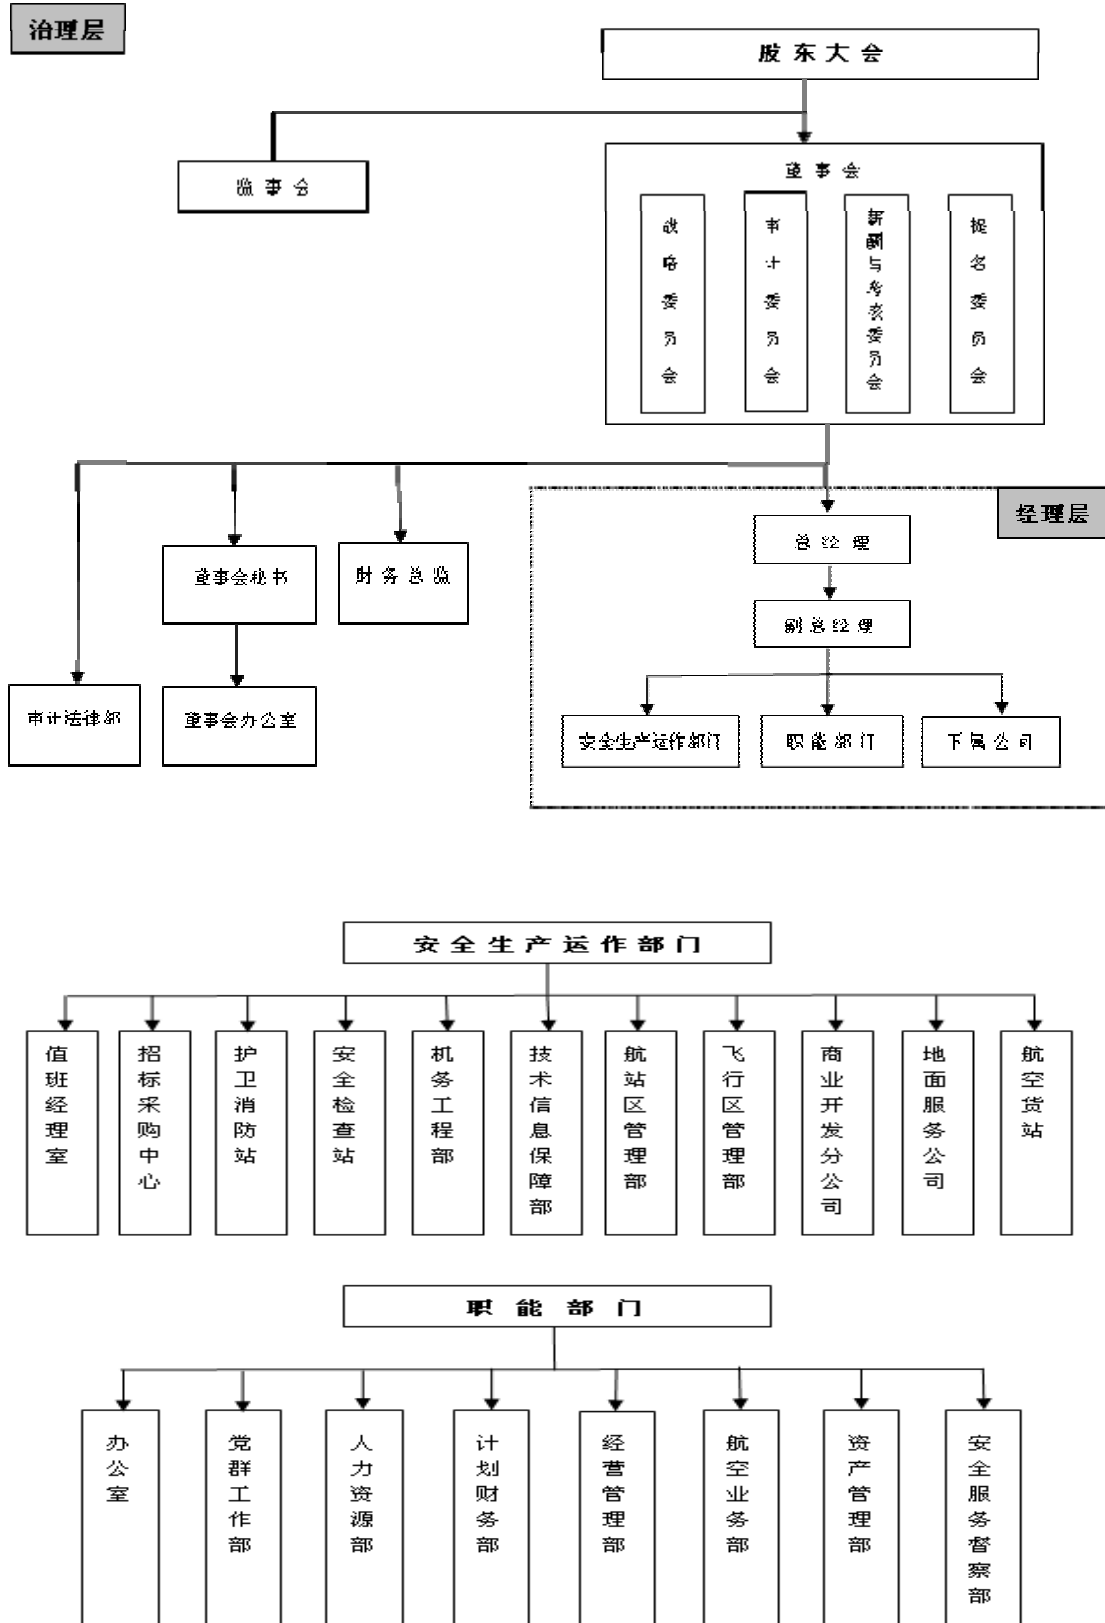 治理层
股东大会
监事会
董事会
战略委员会
审计委员会
薪酬与考核委员会
提名委员会
经理层
总经理
董事会秘书
财务总监
副总经理
审计法律部
董事会办公室
安全生产运作部门
职能部门
下属公司
安全生产运作部门
值班经理室
招标采购中心
护卫消防站
安全检查站
机务工程部
技术信息保障部
航站区管理部
飞行区管理部
商业开发分公司
地面服务公司
航空货站
职能部门
办公室
党群工作部
人力资源部
计划财务部
经营管理部
航空业务部
资产管理部
安全服务督察部